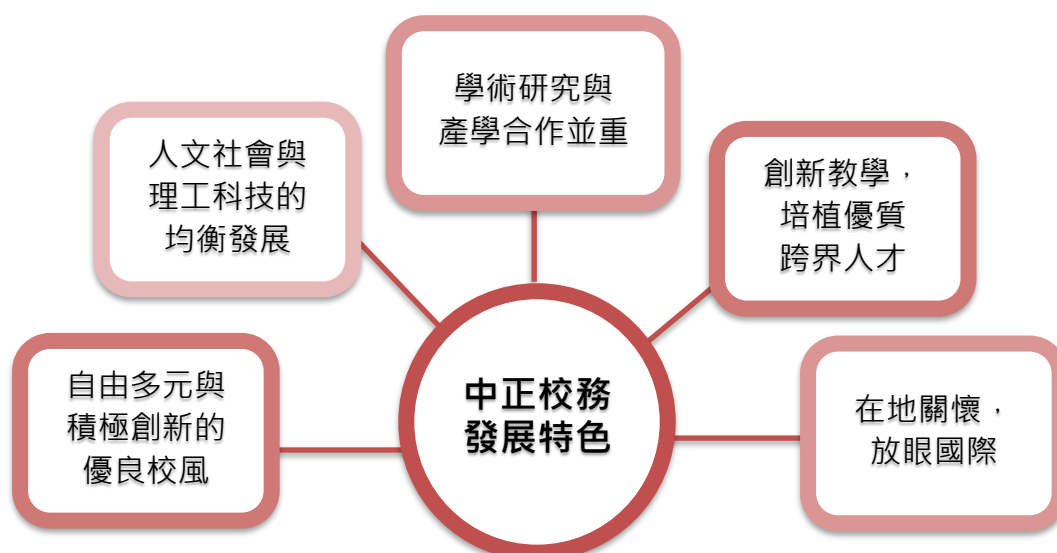 學術研究與
產學合作並重
人文社會與
理工科技的
均衡發展
創新教學，
培植優質
跨界人才
自由多元與
積極創新的
優良校風
中正校務
發展特色
在地關懷，
放眼國際